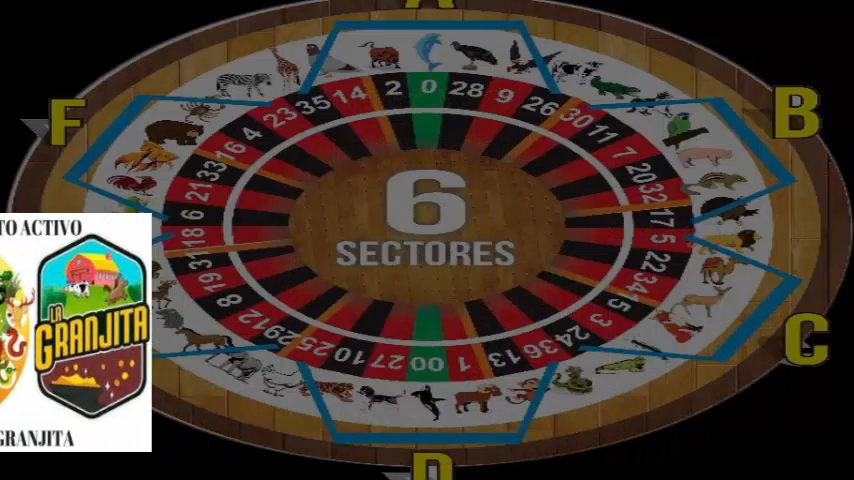 A
F
B
0 28 9 26 30 11 7 20 32 17 5 22 34 15 3 24 36 13 1 00 27 10 25 29 12 8 19 31 18 6 21 33 16 4 23 35 14 2
6
SECTORES
TO ACTIVO
LA
GRANJITA
GRANJITA
C
D